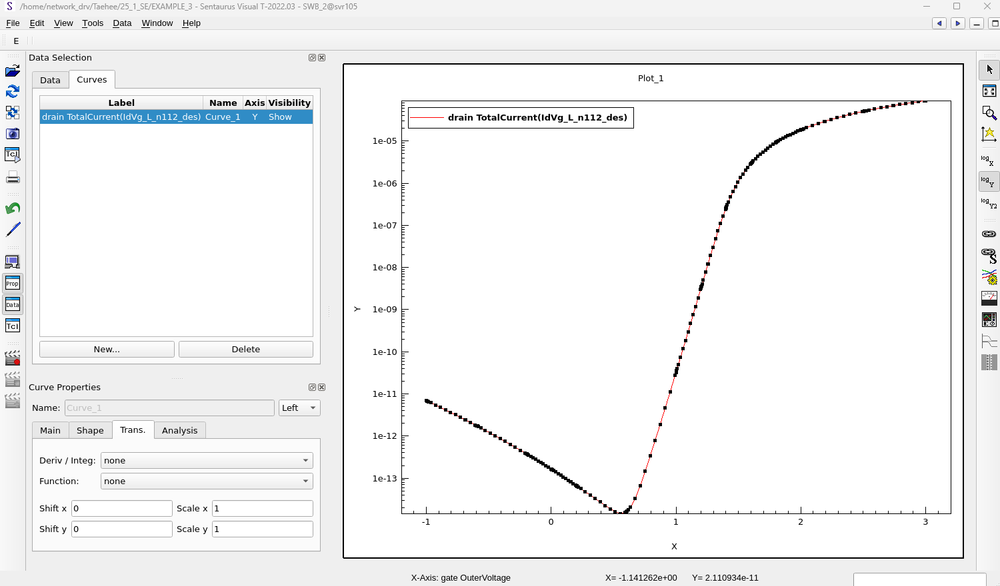 /home/network_drv/Taehee/25_1_SE/EXAMPLE_3 - Sentaurus Visual T-2022.03 - SWB_2@svr105
File Edit View Tools Data Window Help
E
Data Selection
Data Curves
Label Name Axis Visibility
drain TotalCurrent(IdVg_L_n112_des) Curve_1 Y Show
New... Delete
Curve Properties
Name: Curve_1 Left
Main Shape Trans. Analysis
Deriv / Integ: none
Function: none
Shift x 0 Scale x 1
Shift y 0 Scale y 1
Tcl
Prop
Data
Tcl
Plot_1
drain TotalCurrent(IdVg_L_n112_des)
1e-05
1e-06
1e-07
1e-08
1e-09
1e-10
1e-11
1e-12
1e-13
Y
-1 0 1 2 3
X
log X
log Y
log Y2
S
X-Axis: gate OuterVoltage X= -1.141262e+00 Y= 2.110934e-11